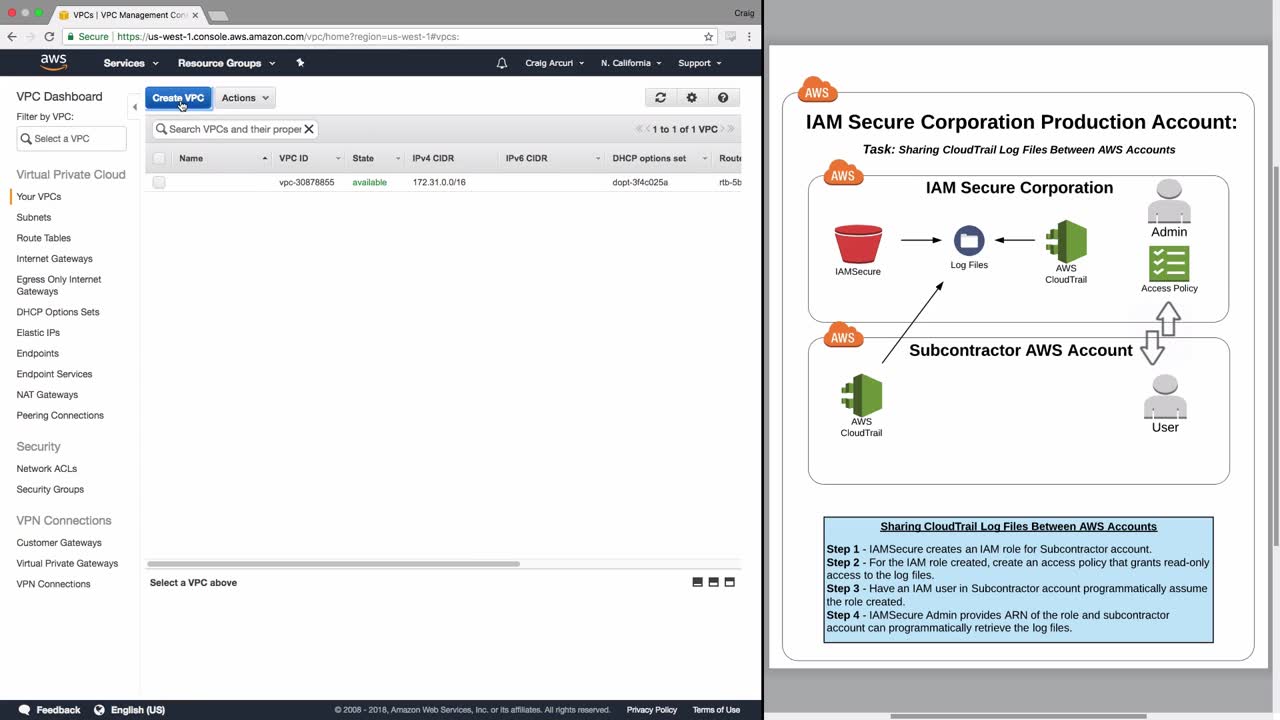 VPCs | VPC Management Con
Craig
Secure | https://us-west-1.console.aws.amazon.com/vpc/home?region=us-west-1#vpcs:
aws
Services
Resource Groups
Craig Arcuri
N. California
Support
VPC Dashboard
Filter by VPC:
Select a VPC
Virtual Private Cloud
Your VPCs
Subnets
Route Tables
Internet Gateways
Egress Only Internet
Gateways
DHCP Options Sets
Elastic IPs
Endpoints
Endpoint Services
NAT Gateways
Peering Connections
Security
Network ACLs
Security Groups
VPN Connections
Customer Gateways
Virtual Private Gateways
VPN Connections
Create VPC
Actions
Search VPCs and their proper
1 to 1 of 1 VPC
Name VPC ID State IPv4 CIDR IPv6 CIDR DHCP options set Route
vpc-30878855 available 172.31.0.0/16 dopt-3f4c025a rtb-5b
Select a VPC above
Feedback
English (US)
© 2008 - 2018, Amazon Web Services, Inc. or its affiliates. All rights reserved.
Privacy Policy
Terms of Use
AWS
IAM Secure Corporation Production Account:
Task: Sharing CloudTrail Log Files Between AWS Accounts
AWS
IAM Secure Corporation
IAMSecure
Log Files
AWS
CloudTrail
Admin
Access Policy
AWS
Subcontractor AWS Account
AWS
CloudTrail
User
Sharing CloudTrail Log Files Between AWS Accounts
Step 1 - IAMSecure creates an IAM role for Subcontractor account.
Step 2 - For the IAM role created, create an access policy that grants read-only
access to the log files.
Step 3 - Have an IAM user in Subcontractor account programmatically assume
the role created.
Step 4 - IAMSecure Admin provides ARN of the role and subcontractor
account can programmatically retrieve the log files.